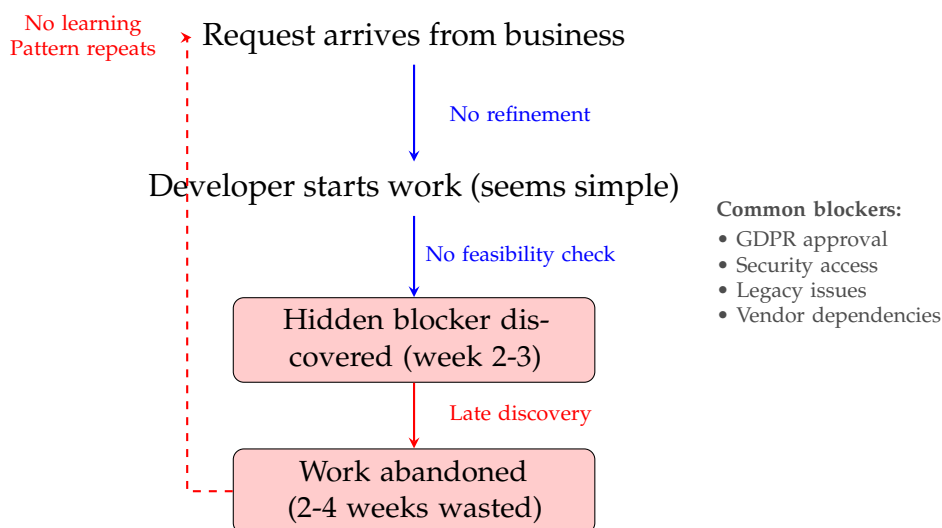 No learning
Pattern repeats
Request arrives from business
No refinement
Developer starts work (seems simple)
No feasibility check
Common blockers:
• GDPR approval
• Security access
• Legacy issues
• Vendor dependencies
Hidden blocker dis-
covered (week 2-3)
Late discovery
Work abandoned
(2-4 weeks wasted)